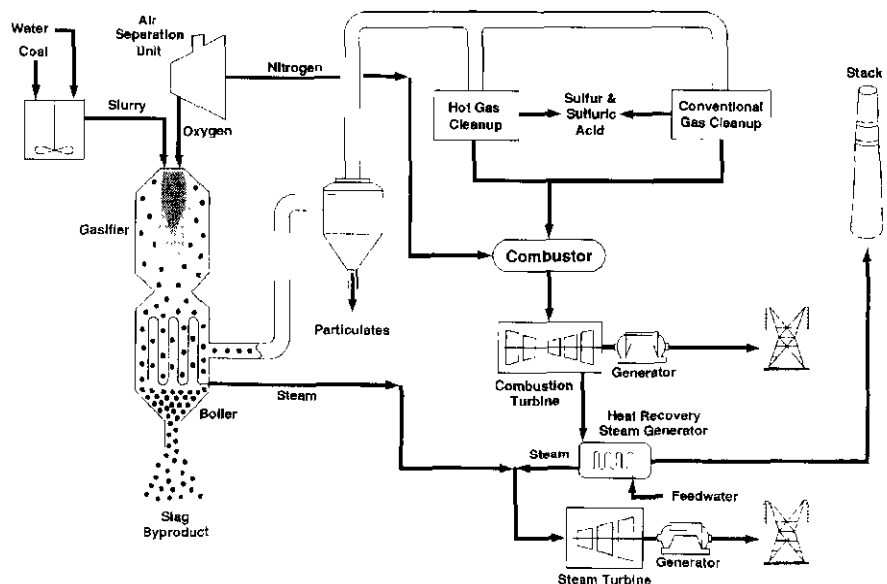 Water
Coal
Air
Separation
Unit
Nitrogen
Slurry
Oxygen
Hot Gas
Cleanup
Sulfur &
Sulfuric
Acid
Conventional
Gas Cleanup
Stack
Gasifier
Combustor
Particulates
Generator
Combustion
Turbine
Steam
Boiler
Heat Recovery
Steam Generator
Steam
Feedwater
Slag
Byproduct
Generator
Steam Turbine